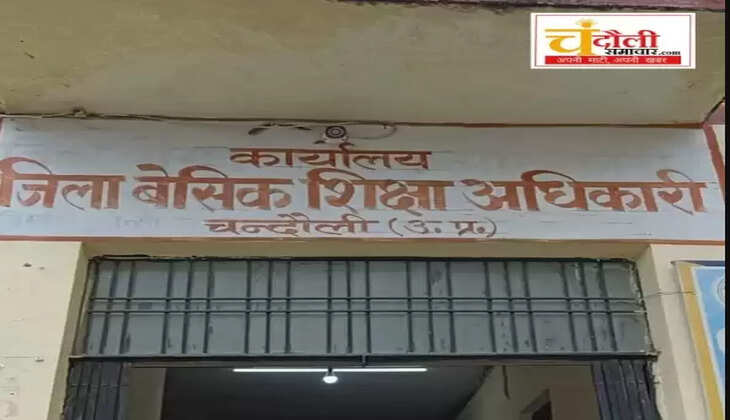 चंदौली
समाचार.com
अपनी माटी, अपनी खबर
कार्यालय
जिला बेसिक शिक्षा अधिकारी
चन्दौली (उ. प्र.)